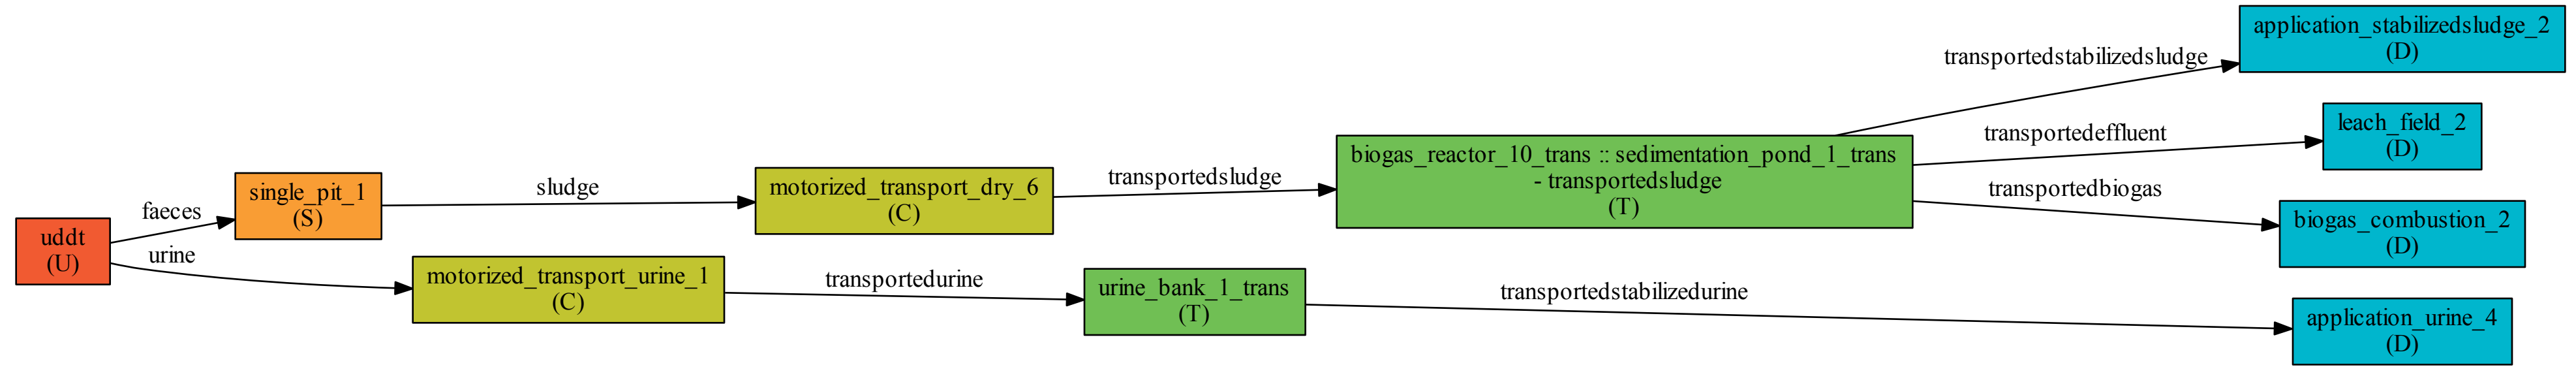 uddt
(U)
faeces
urine
single_pit_1
(S)
sludge
motorized_transport_urine_1
(C)
motorized_transport_dry_6
(C)
transportedurine
transportedsludge
urine_bank_1_trans
(T)
biogas_reactor_10_trans :: sedimentation_pond_1_trans
- transportedsludge
(T)
transportedstabilizedurine
transportedstabilizedsludge
transportedeffluent
transportedbiogas
application_stabilizedsludge_2
(D)
leach_field_2
(D)
biogas_combustion_2
(D)
application_urine_4
(D)